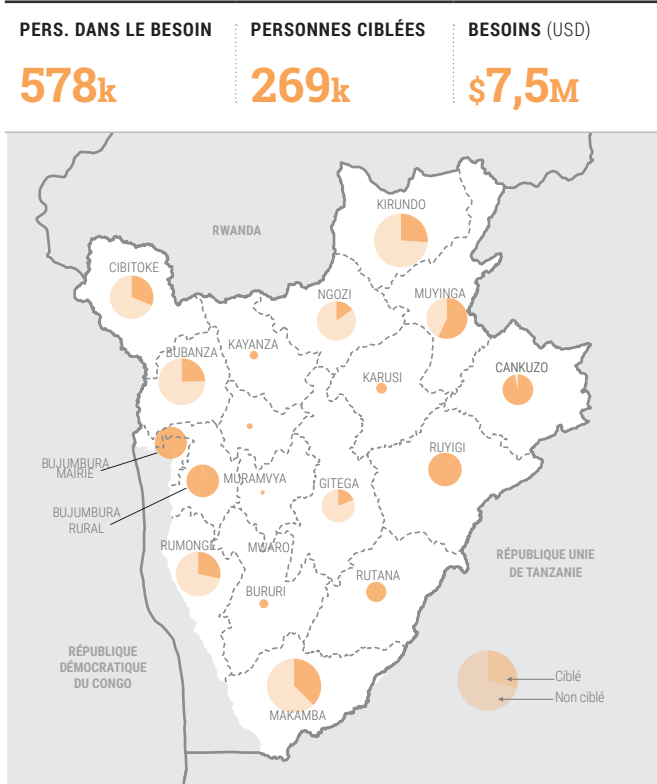 PERS. DANS LE BESOIN
PERSONNES CIBLÉES
BESOINS (USD)
578k
269k
$7,5M
KIRUNDO
RWANDA
CIBITOKE
NGOZI
MUYINGA
KAYANZA
BUBANZA
CANKUZO
KARUSI
RUYIGI
BUJUMBURA
MAIRIE
MURAMVYA
GITEGA
BUJUMBURA
RURAL
RUMONGE
MWARO
RÉPUBLIQUE UNIE
DE TANZANIE
RUTANA
BURURI
RÉPUBLIQUE
DÉMOCRATIQUE
DU CONGO
Ciblé
Non ciblé
MAKAMBA